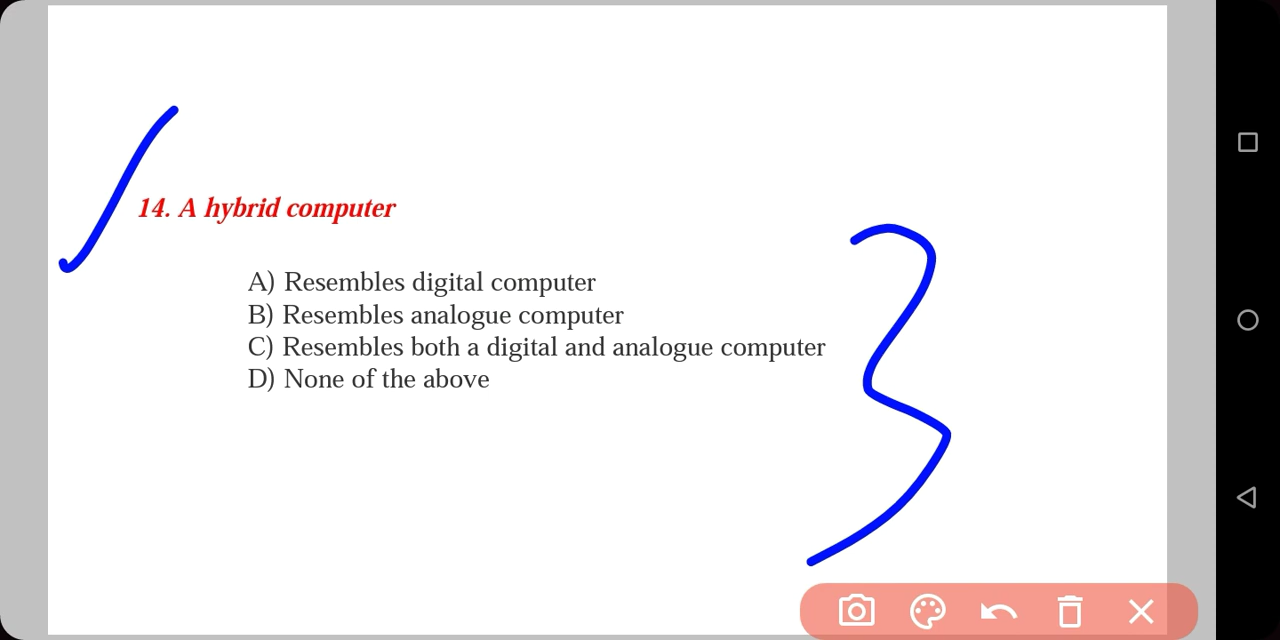 14. A hybrid computer
A) Resembles digital computer
B) Resembles analogue computer
C) Resembles both a digital and analogue computer
D) None of the above